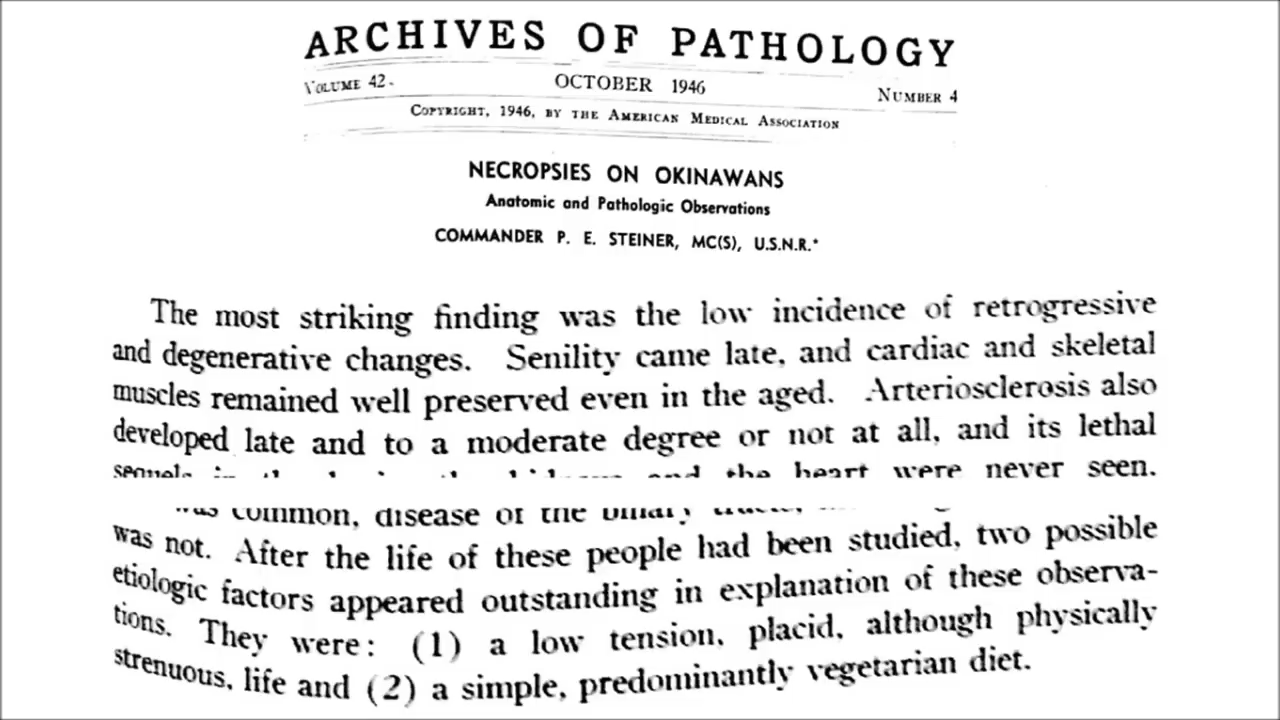 ARCHIVES OF PATHOLOGY
VOLUME 42. OCTOBER 1946 NUMBER 4
COPYRIGHT, 1946, BY THE AMERICAN MEDICAL ASSOCIATION
NECROPSIES ON OKINAWANS
Anatomic and Pathologic Observations
COMMANDER P. E. STEINER, MC(S), U.S.N.R.*
The most striking finding was the low incidence of retrogressive
and degenerative changes. Senility came late, and cardiac and skeletal
muscles remained well preserved even in the aged. Arteriosclerosis also
developed late and to a moderate degree or not at all, and its lethal
and the heart were never seen.
was common, disease of the biliary
was not. After the life of these people had been studied, two possible
etiologic factors appeared outstanding in explanation of these observa-
tions. They were: (1) a low tension, placid, although physically
strenuous, life and (2) a simple, predominantly vegetarian diet.